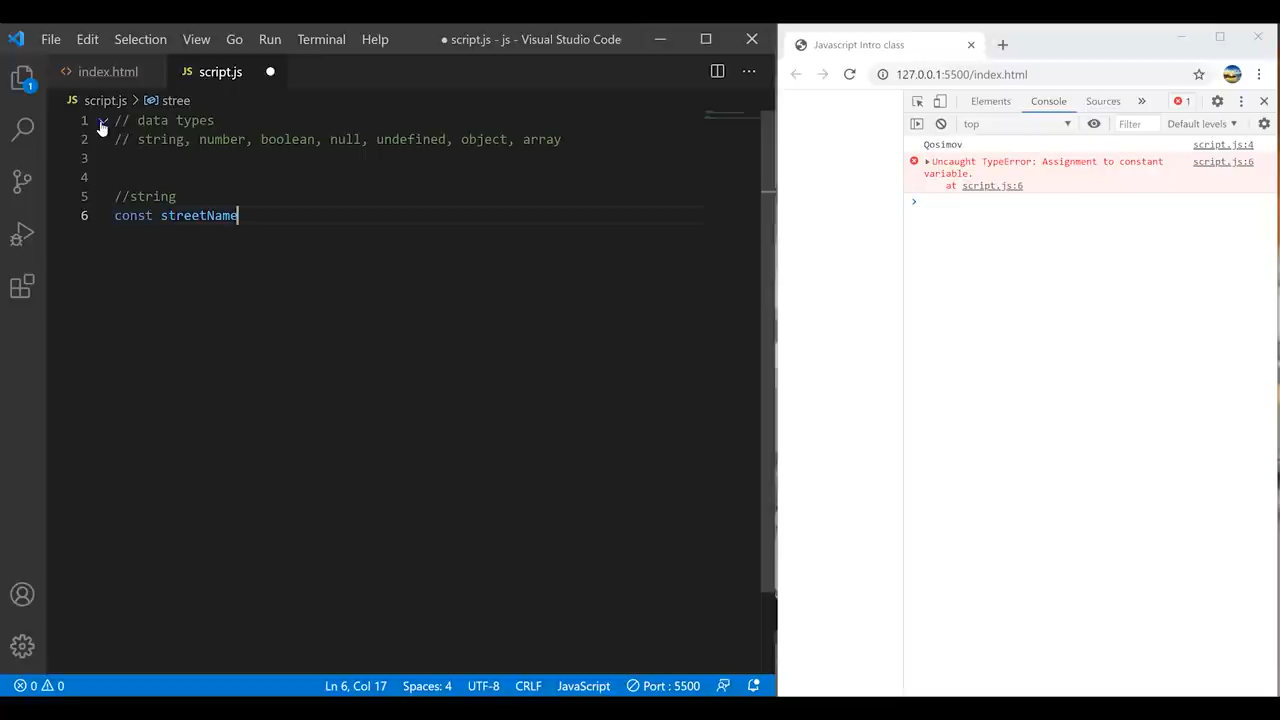 File Edit Selection View Go Run Terminal Help ● script.js - js - Visual Studio Code
1
index.html JS script.js
JS script.js > stree
1 // data types
2 // string, number, boolean, null, undefined, object, array
3
4
5 //string
6 const streetName
0 0 Ln 6, Col 17 Spaces: 4 UTF-8 CRLF JavaScript Port : 5500
Javascript Intro class
127.0.0.1:5500/index.html
Elements Console Sources » 1
top Filter Default levels
Qosimov script.js:4
Uncaught TypeError: Assignment to constant script.js:6
variable.
at script.js:6